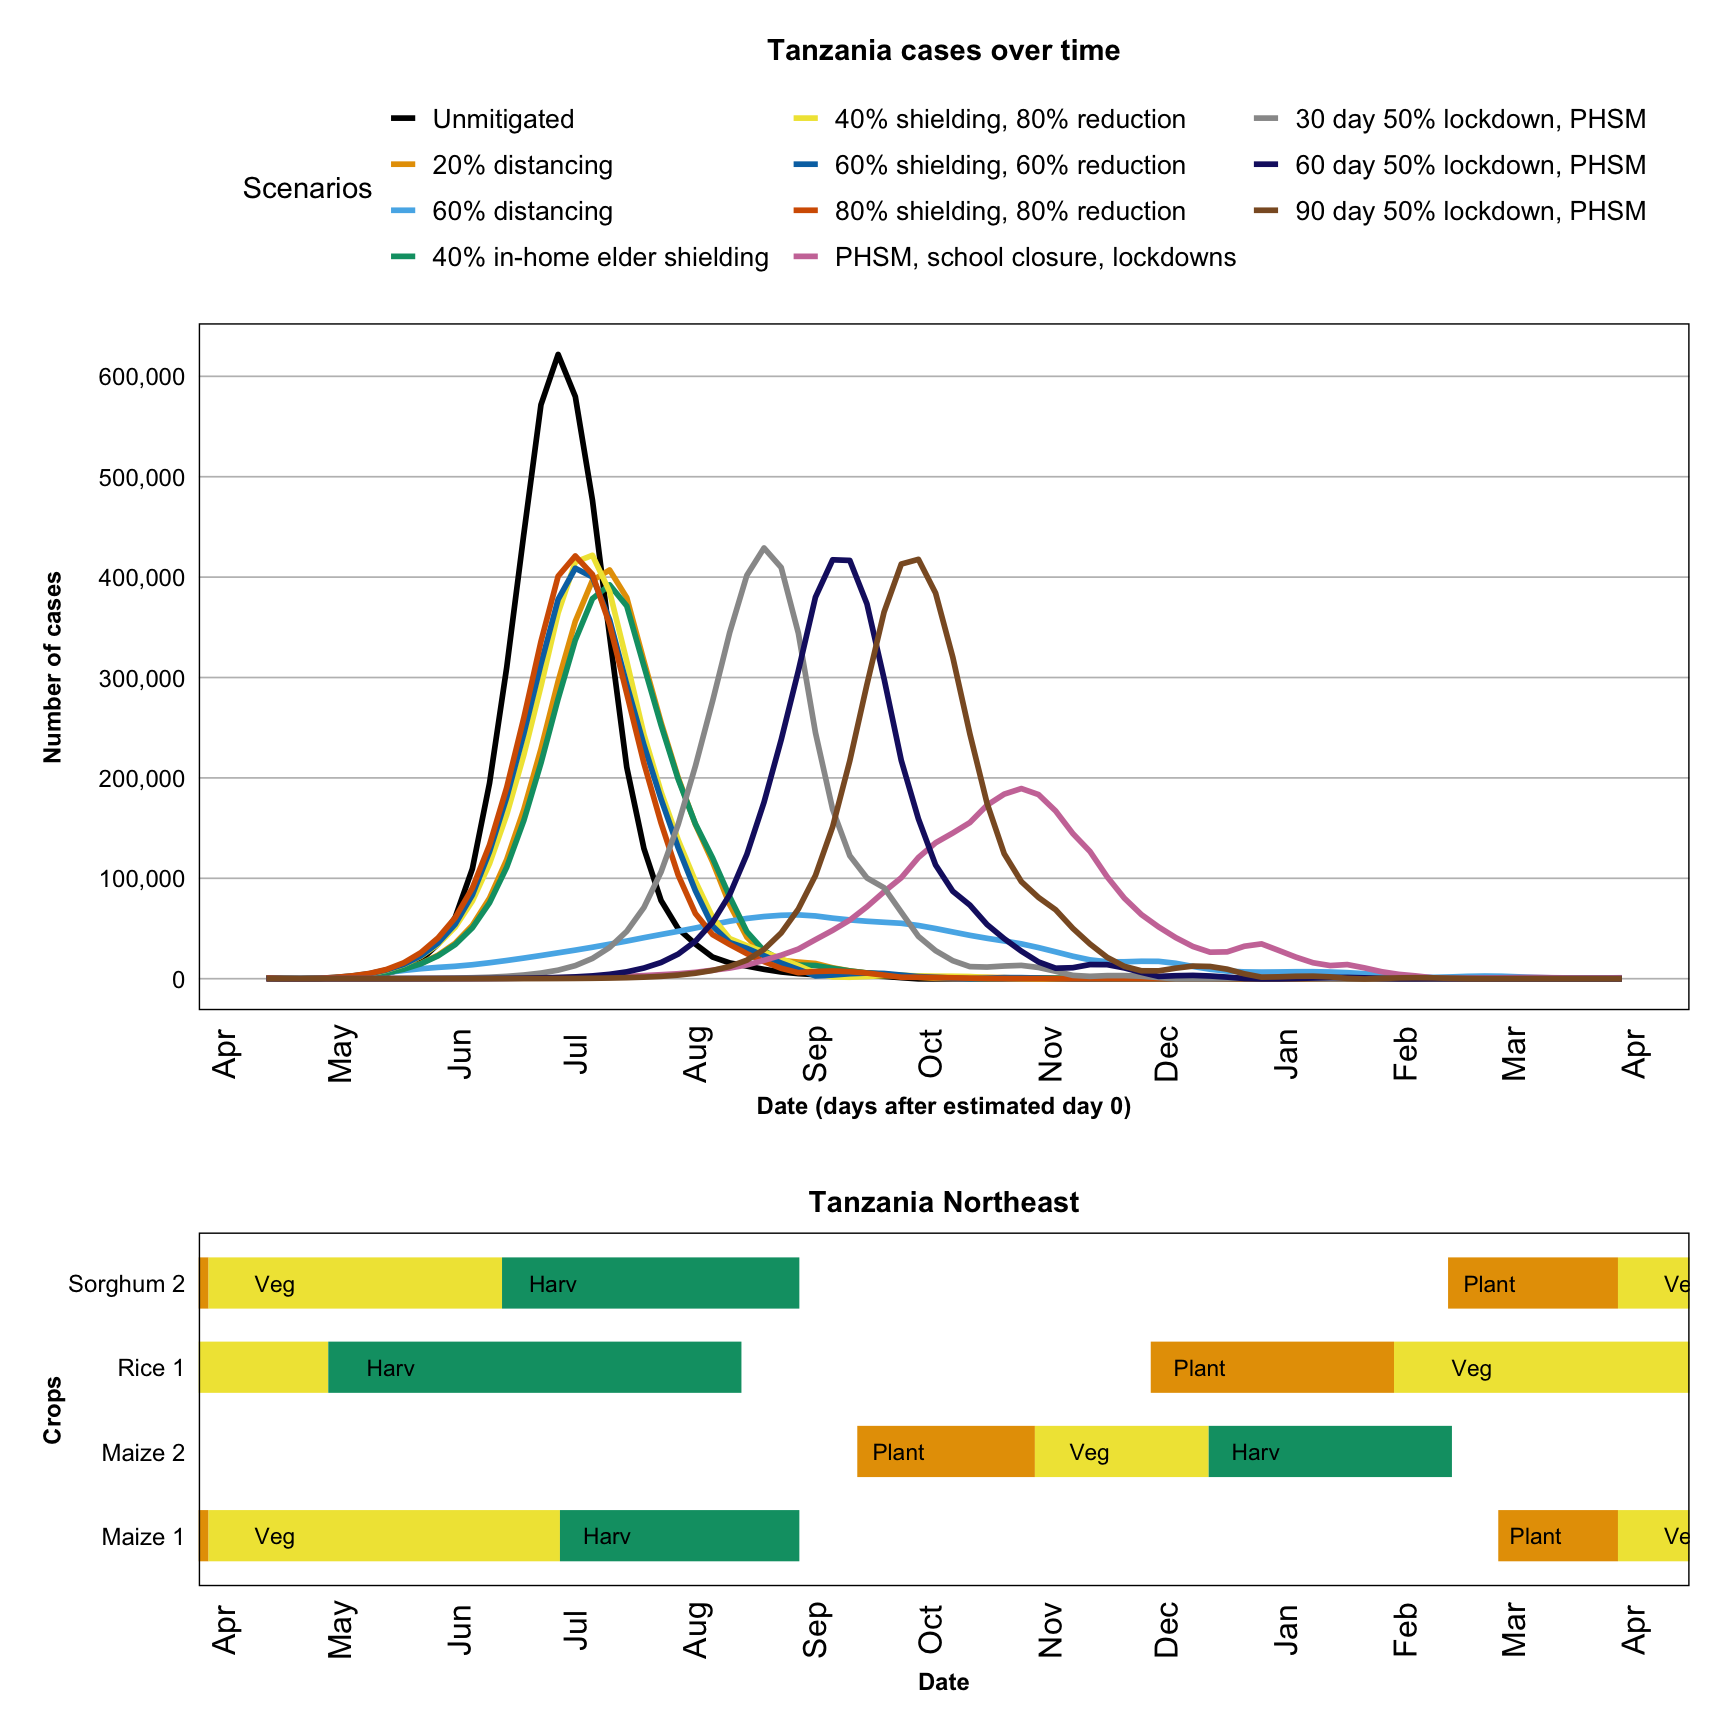 Tanzania cases over time
Scenarios
Unmitigated
20% distancing
60% distancing
40% in-home elder shielding
40% shielding, 80% reduction
60% shielding, 60% reduction
80% shielding, 80% reduction
PHSM, school closure, lockdowns
30 day 50% lockdown, PHSM
60 day 50% lockdown, PHSM
90 day 50% lockdown, PHSM
Number of cases
600,000
500,000
400,000
300,000
200,000
100,000
0
Apr May Jun Jul Aug Sep Oct Nov Dec Jan Feb Mar Apr
Date (days after estimated day 0)
Tanzania Northeast
Crops
Sorghum 2 Veg Harv Plant Ve
Rice 1 Harv Plant Veg
Maize 2 Plant Veg Harv
Maize 1 Veg Harv Plant Ve
Apr May Jun Jul Aug Sep Oct Nov Dec Jan Feb Mar Apr
Date